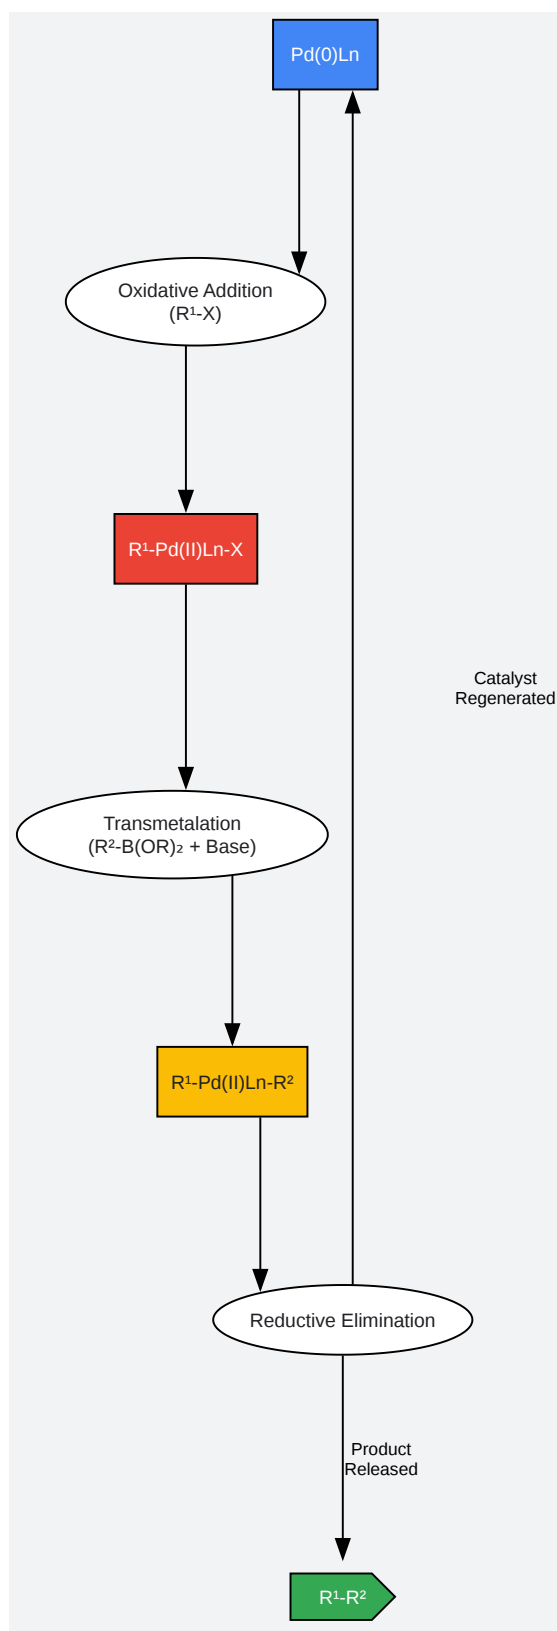 Pd(0)Ln
Oxidative Addition
(R¹-X)
R¹-Pd(II)Ln-X
Catalyst
Regenerated
Transmetalation
(R²-B(OR)₂ + Base)
R¹-Pd(II)Ln-R²
Reductive Elimination
Product
Released
R¹-R²